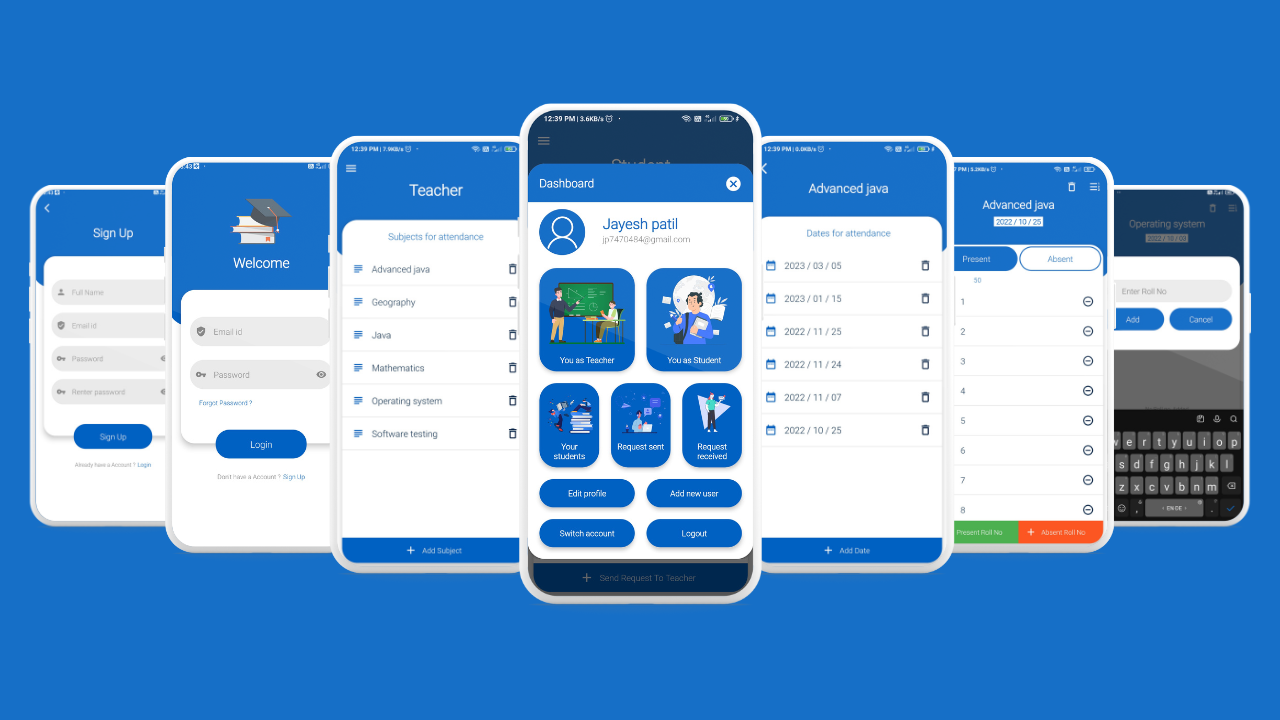 Sign Up
Full Name
Email id
Password
Renter password
Sign Up
Already have a Account ? Login
Welcome
Email id
Password
Forgot Password ?
Login
Dont have a Account ? Sign Up
12:39 PM | 7.9KB/s
Teacher
Subjects for attendance
Advanced java
Geography
Java
Mathematics
Operating system
Software testing
+ Add Subject
12:39 PM | 3.6KB/s
Student
Dashboard
Jayesh patil
jp7470484@gmail.com
You as Teacher
You as Student
Your
students
Request sent
Request
received
Edit profile
Add new user
Switch account
Logout
+ Send Request To Teacher
12:39 PM | 0.0KB/s
Advanced java
Dates for attendance
2023 / 03 / 05
2023 / 01 / 15
2022 / 11 / 25
2022 / 11 / 24
2022 / 11 / 07
2022 / 10 / 25
+ Add Date
PM | 5.3KB/s
Advanced java
2022 / 10 / 25
Present
Absent
50
1
2
3
4
5
6
7
8
Present Roll No
+ Absent Roll No
Operating system
Enter Roll No
Add
Cancel
w e r t y u i o p
s d f g h j k l
z x c v b n m
EN DE